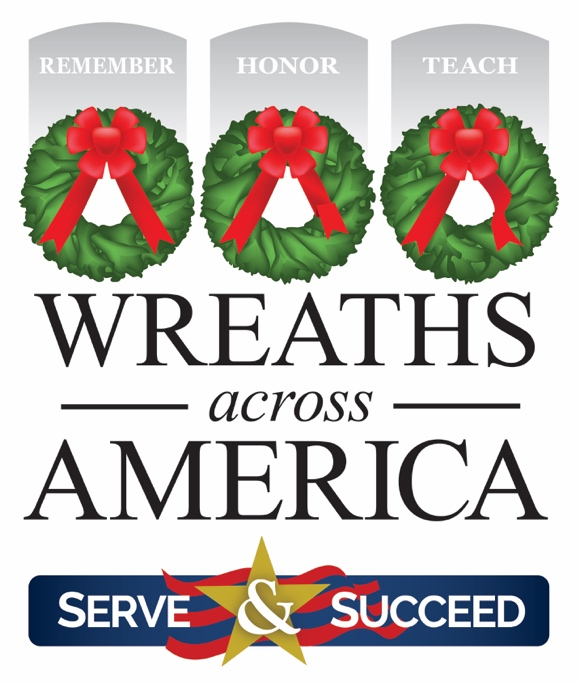 REMEMBER HONOR TEACH
WREATHS
across
AMERICA
SERVE & SUCCEED